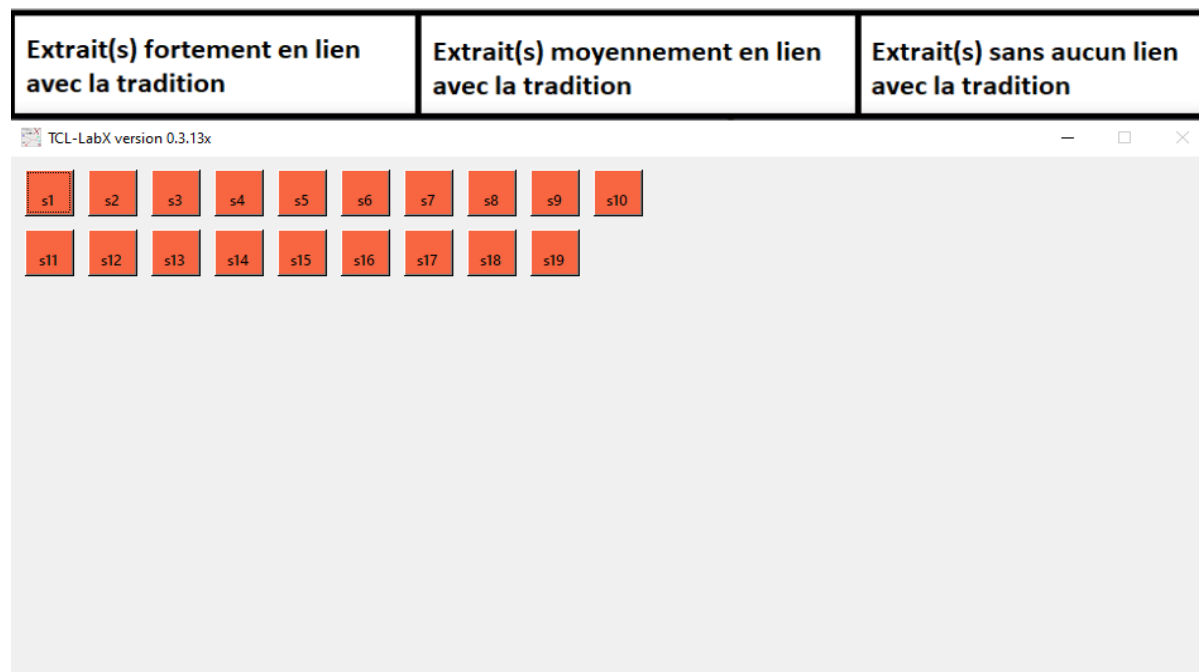 Extrait(s) fortement en lien
avec la tradition
Extrait(s) moyennement en lien
avec la tradition
Extrait(s) sans aucun lien
avec la tradition
TCL-LabX version 0.3.13x
s1 s2 s3 s4 s5 s6 s7 s8 s9 s10
s11 s12 s13 s14 s15 s16 s17 s18 s19